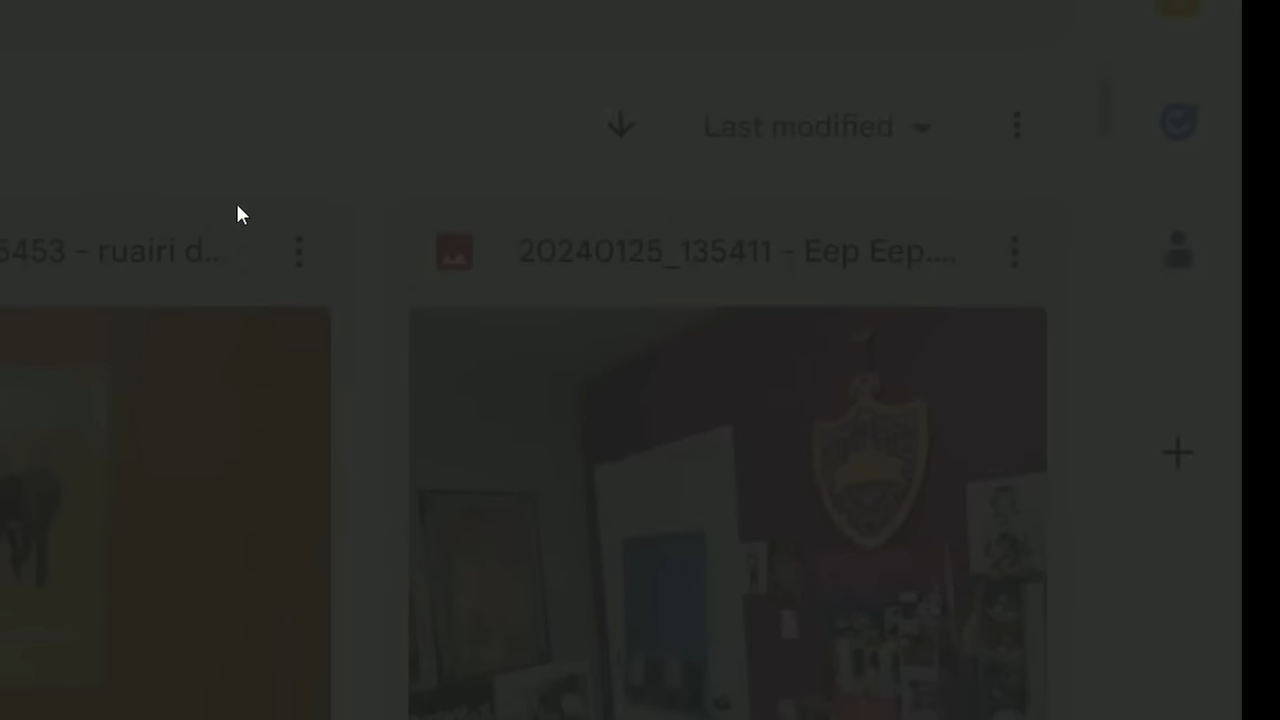 Last modified
5453 - ruairi d...
20240125_135411 - Eep Eep....